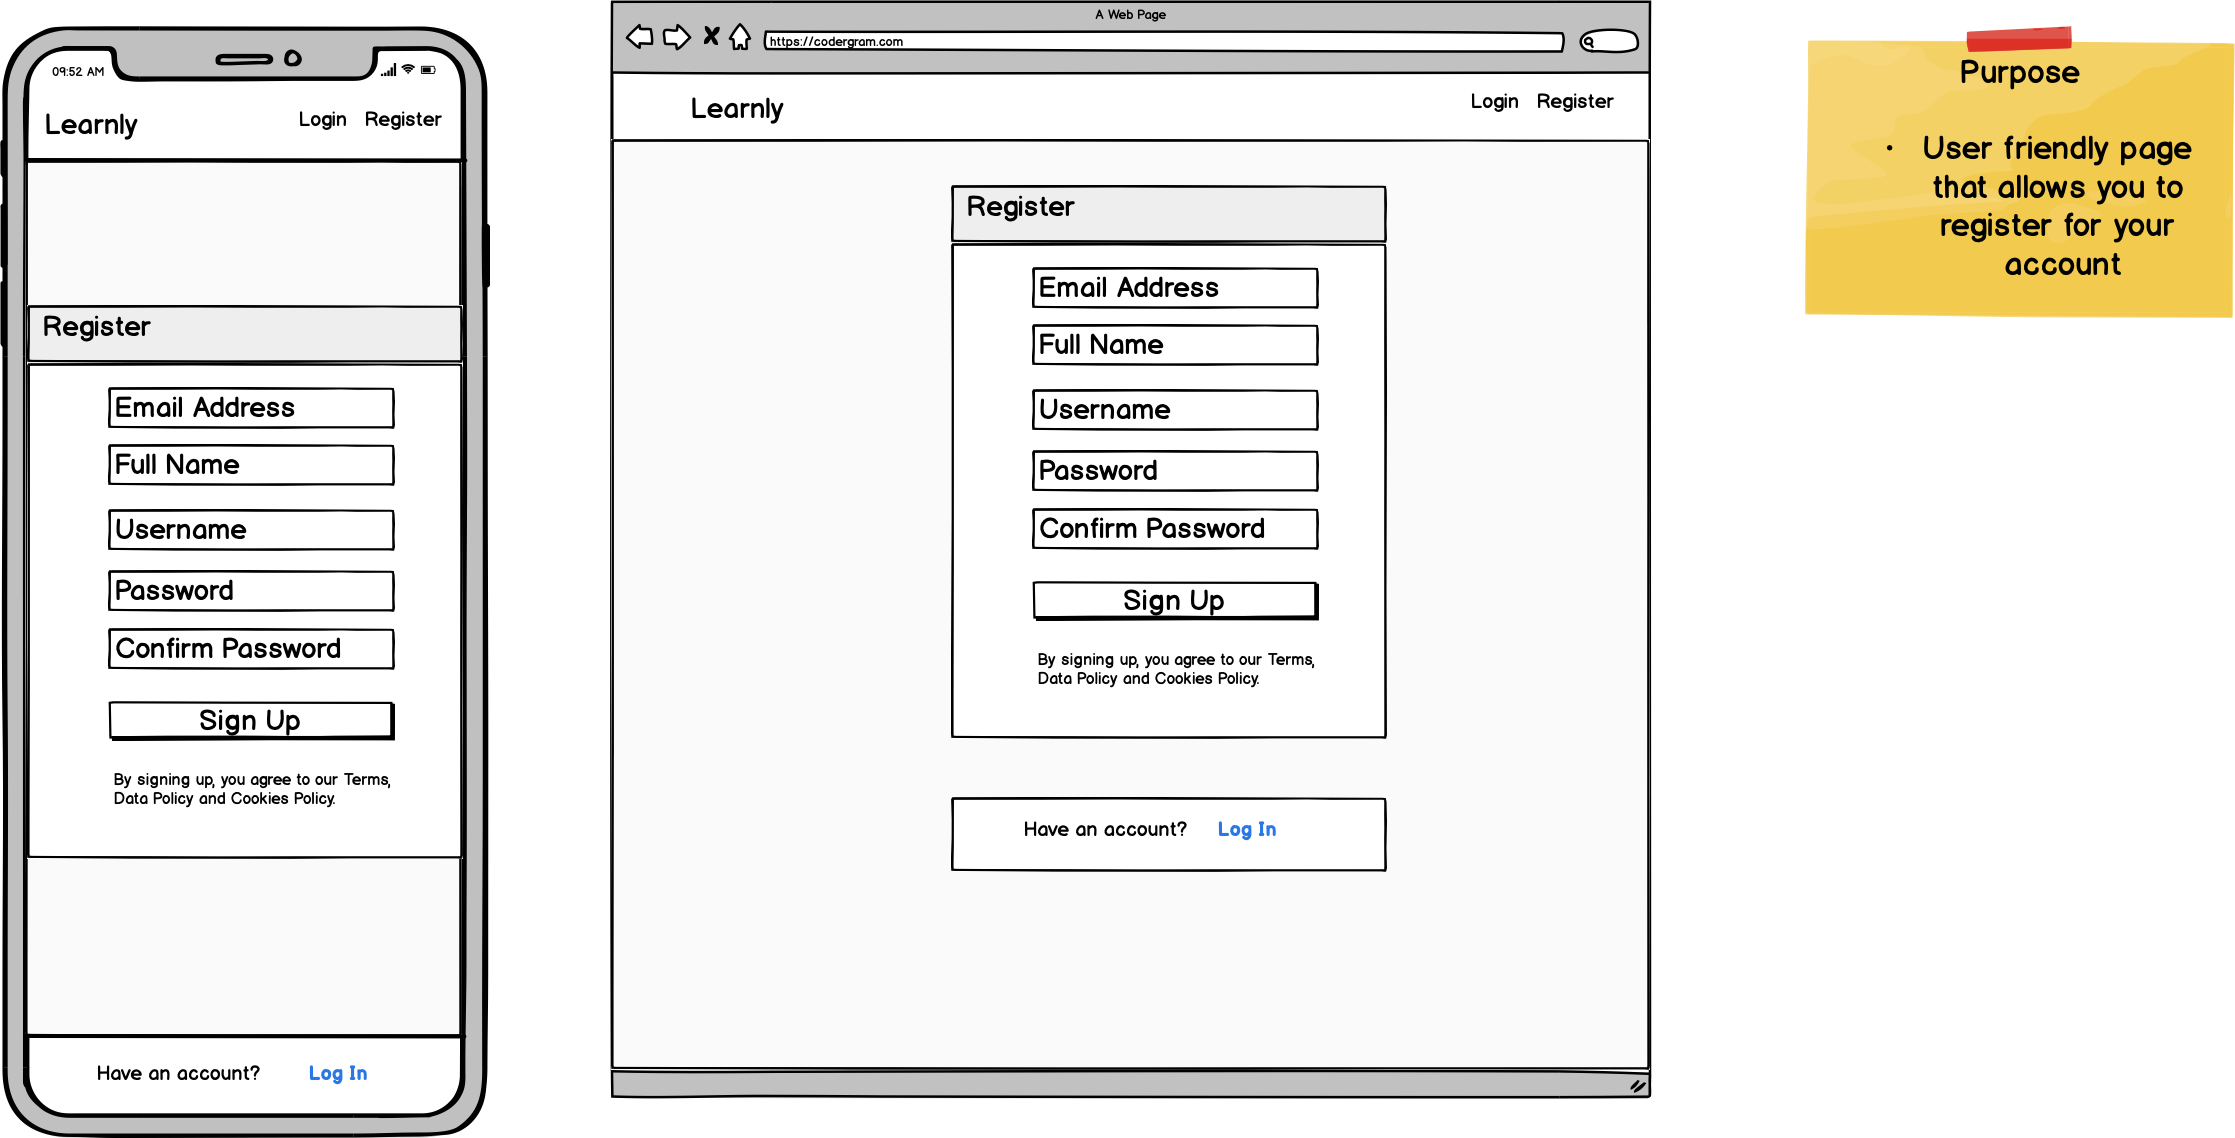 09:52 AM
Learnly
Login Register
Register
Email Address
Full Name
Username
Password
Confirm Password
Sign Up
By signing up, you agree to our Terms,
Data Policy and Cookies Policy.
Have an account? Log In
A Web Page
https://codergram.com
Learnly
Login Register
Register
Email Address
Full Name
Username
Password
Confirm Password
Sign Up
By signing up, you agree to our Terms,
Data Policy and Cookies Policy.
Have an account? Log In
Purpose
• User friendly page
that allows you to
register for your
account